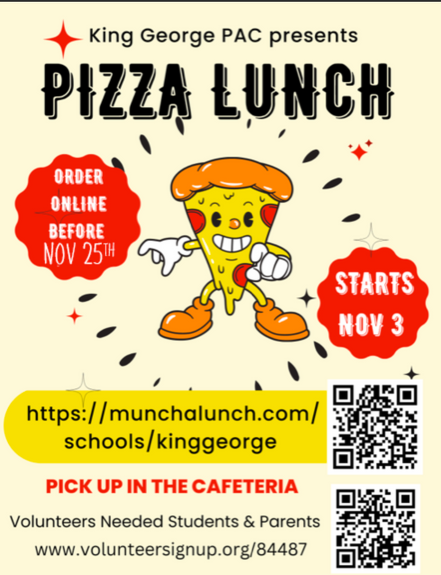 King George PAC presents
PIZZA LUNCH
ORDER
ONLINE
BEFORE
NOV 25TH
STARTS
NOV 3
https://munchalunch.com/
schools/kinggeorge
PICK UP IN THE CAFETERIA
Volunteers Needed Students & Parents
www.volunteersignup.org/84487